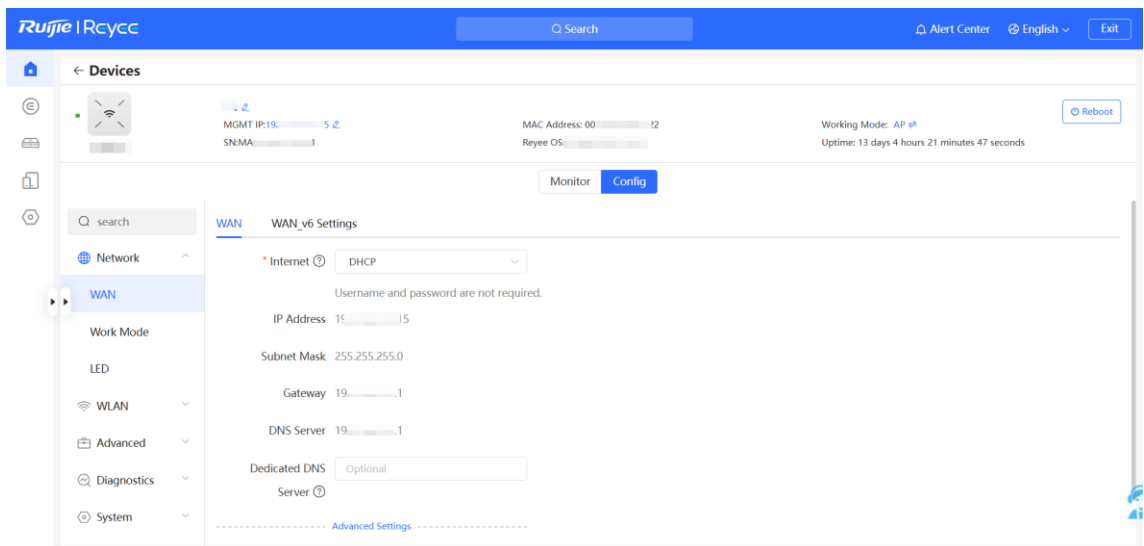 Ruijie | Reyee Search Alert Center English Exit
Devices
MGMT IP:19. 5 MAC Address: 00 22 Working Mode: AP Reboot
SN:MA 1 Reyee OS: Uptime: 13 days 4 hours 21 minutes 47 seconds
Monitor Config
search WAN WAN_v6 Settings
Network * Internet DHCP
Username and password are not required.
WAN
IP Address 19 15
Work Mode
Subnet Mask 255.255.255.0
LED
Gateway 19. .1
WLAN
DNS Server 19. .1
Advanced
Dedicated DNS Server Optional
Diagnostics
System
Advanced Settings